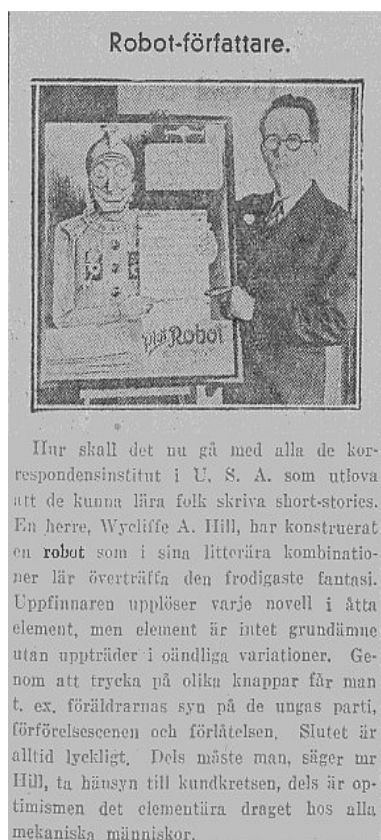 Robot-författare.
Plot Robot
Hur skall det nu gå med alla de kor-
respondensinstitut i U. S. A. som utlova
att de kunna lära folk skriva short-stories.
En herre, Wycliffe A. Hill, har konstruerat
en robot som i sina litterära kombinatio-
ner lär överträffa den frodigaste fantasi.
Uppfinnaren upplöser varje novell i åtta
element, men element är intet grundämne
utan uppträder i oändliga variationer. Ge-
nom att trycka på olika knappar får man
t. ex. föräldrarnas syn på de ungas parti,
förförelsescenen och förlåtelsen. Slutet är
alltid lyckligt. Dels måste man, säger mr
Hill, ta hänsyn till kundkretsen, dels är op-
timismen det elementära draget hos alla
mekaniska människor.